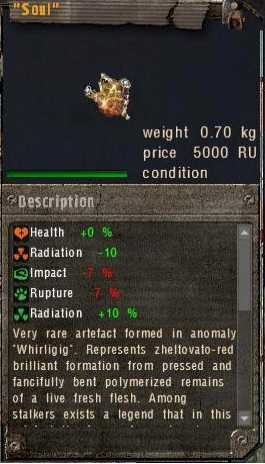 "Soul"
weight 0.70 kg
price 5000 RU
condition
Description
Health +0 %
Radiation -10
Impact -7 %
Rupture -7 %
Radiation +10 %
Very rare artefact formed in anomaly
"Whirligig". Represents zheltovato-red
brilliant formation from pressed and
fancifully bent polymerized remains
of a live fresh flesh. Among
stalkers exists a legend that in this